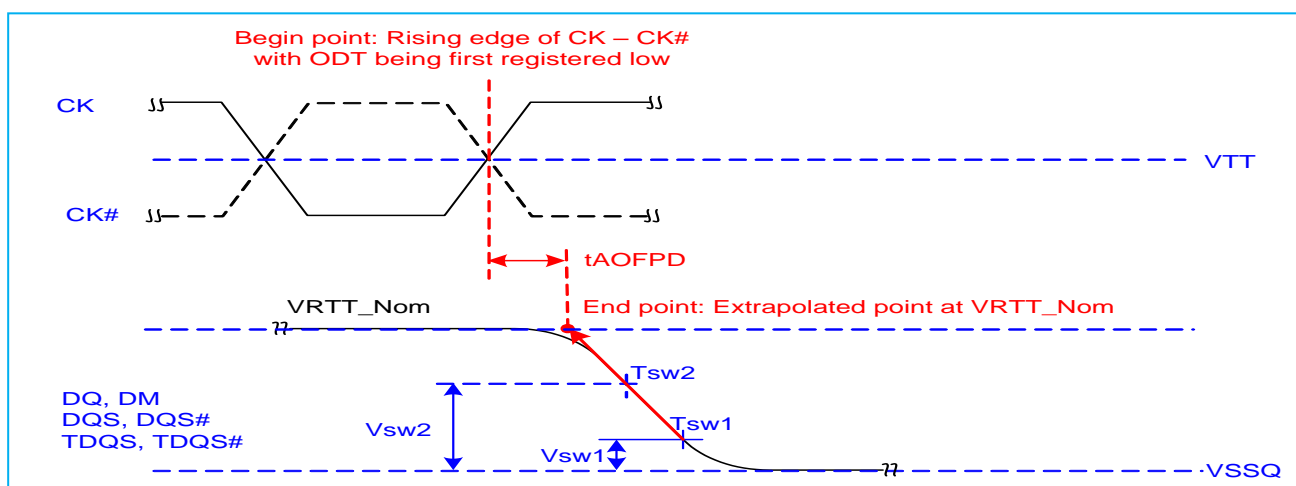 Begin point: Rising edge of CK – CK#
with ODT being first registered low
CK
VTT
CK#
tAOFPD
VRTT_Nom
End point: Extrapolated point at VRTT_Nom
Tsw2
DQ, DM
DQS, DQS#
TDQS, TDQS#
Vsw2
Tsw1
Vsw1
VSSQ